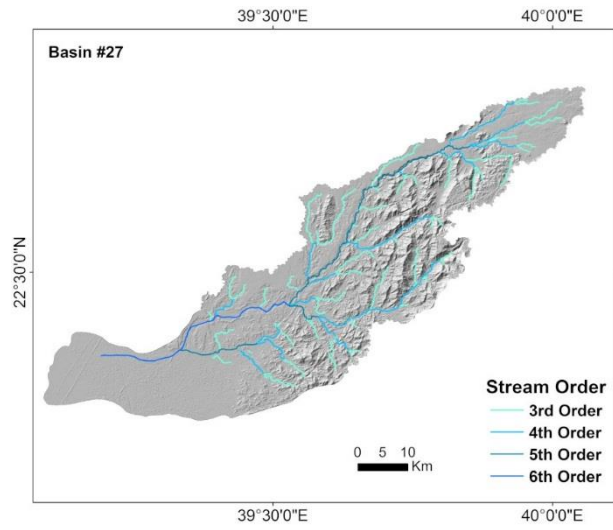 39°30'0"E 40°0'0"E
Basin #27
22°30'0"N
Stream Order
3rd Order
4th Order
5th Order
6th Order
0 5 10
Km
39°30'0"E 40°0'0"E